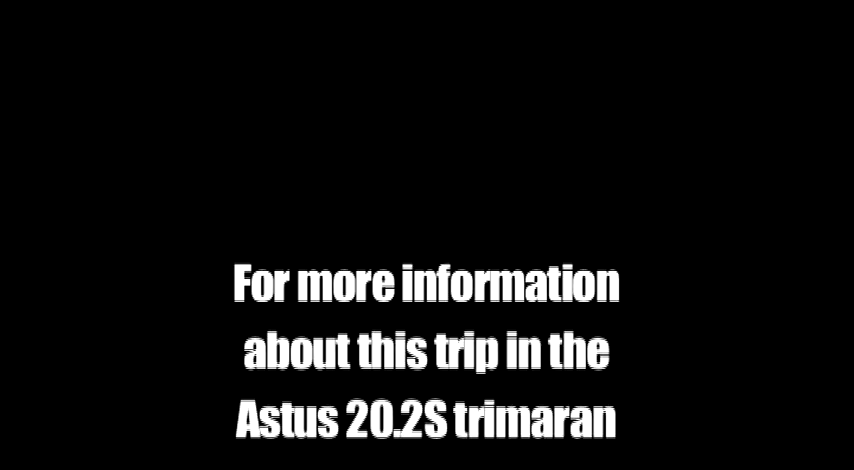 For more information
about this trip in the
Astus 20.2S trimaran